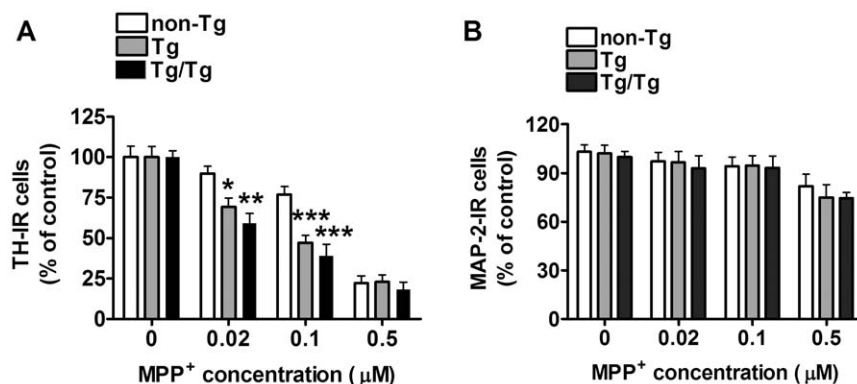 A
non-Tg
Tg
Tg/Tg
TH-IR cells
(% of control)
125
100
75
50
25
0
*
**
***
***
0
0.02
0.1
0.5
MPP⁺ concentration ( μM)
B
non-Tg
Tg
Tg/Tg
MAP-2-IR cells
(% of control)
120
90
60
30
0
0
0.02
0.1
0.5
MPP⁺ concentration ( μM)